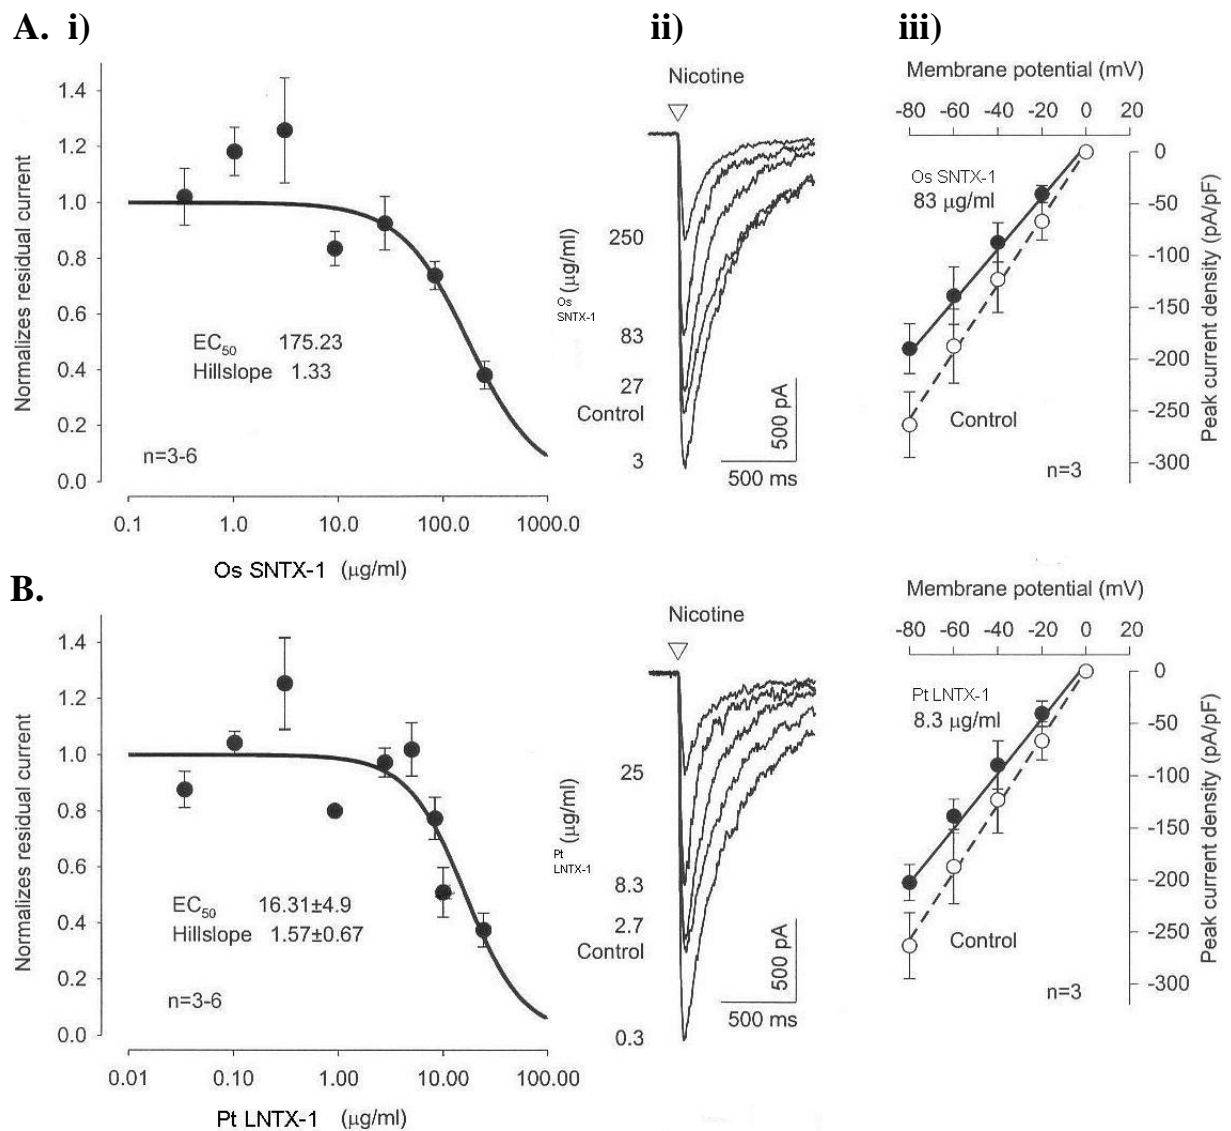 A. i)
ii)
iii)
1.4
1.2
1.0
0.8
0.6
0.4
0.2
0.0
Normalizes residual current
EC50 175.23
Hillslope 1.33
n=3-6
0.1 1.0 10.0 100.0 1000.0
Os SNTX-1 (μg/ml)
Nicotine
Os SNTX-1 (μg/ml)
250
83
27
Control
3
500 pA
500 ms
Membrane potential (mV)
-80 -60 -40 -20 0 20
Os SNTX-1
83 μg/ml
Control
n=3
0
-50
-100
-150
-200
-250
-300
Peak current density (pA/pF)
B.
1.4
1.2
1.0
0.8
0.6
0.4
0.2
0.0
Normalizes residual current
EC50 16.31±4.9
Hillslope 1.57±0.67
n=3-6
0.01 0.10 1.00 10.00 100.00
Pt LNTX-1 (μg/ml)
Nicotine
Pt LNTX-1 (μg/ml)
25
8.3
2.7
Control
0.3
500 pA
500 ms
Membrane potential (mV)
-80 -60 -40 -20 0 20
Pt LNTX-1
8.3 μg/ml
Control
n=3
0
-50
-100
-150
-200
-250
-300
Peak current density (pA/pF)